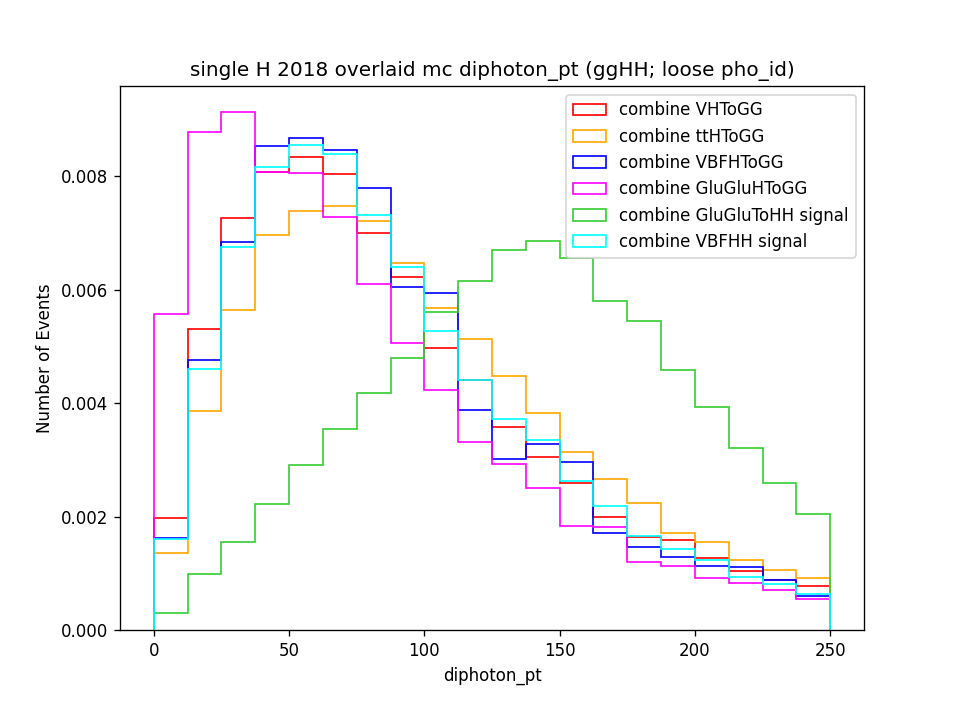 single H 2018 overlaid mc diphoton_pt (ggHH; loose pho_id)
combine VHToGG
combine ttHToGG
combine VBFHToGG
combine GluGluHToGG
combine GluGluToHH signal
combine VBFHH signal
Number of Events
0.008
0.006
0.004
0.002
0.000
0
50
100
150
200
250
diphoton_pt